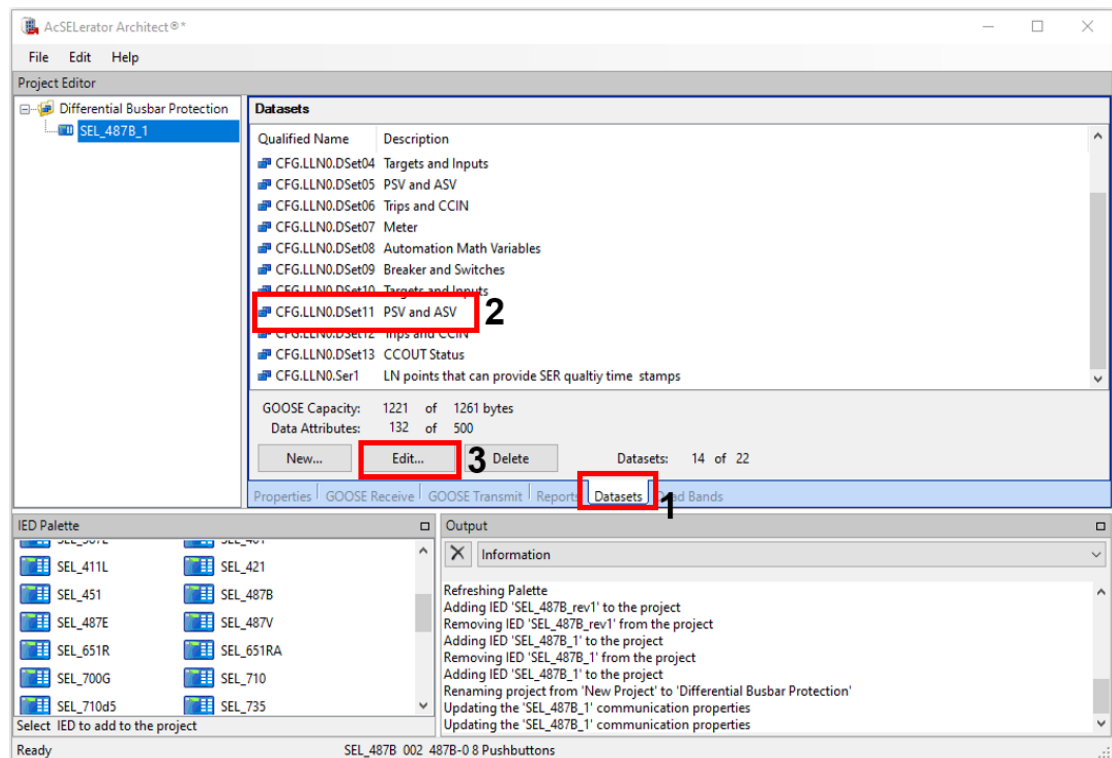 AcSELerator Architect®*
File Edit Help
Project Editor
Differential Busbar Protection
SEL_487B_1
Datasets
Qualified Name Description
CFG.LLN0.DSet04 Targets and Inputs
CFG.LLN0.DSet05 PSV and ASV
CFG.LLN0.DSet06 Trips and CCIN
CFG.LLN0.DSet07 Meter
CFG.LLN0.DSet08 Automation Math Variables
CFG.LLN0.DSet09 Breaker and Switches
CFG.LLN0.DSet10 Targets and Inputs
CFG.LLN0.DSet11 PSV and ASV 2
CFG.LLN0.DSet12 Trips and CCIN
CFG.LLN0.DSet13 CCOUT Status
CFG.LLN0.Ser1 LN points that can provide SER qualtiy time stamps
GOOSE Capacity: 1221 of 1261 bytes
Data Attributes: 132 of 500
New... Edit... 3 Delete Datasets: 14 of 22
Properties GOOSE Receive GOOSE Transmit Reports Datasets 1 Bands
IED Palette
SEL_411L SEL_421
SEL_451 SEL_487B
SEL_487E SEL_487V
SEL_651R SEL_651RA
SEL_700G SEL_710
SEL_710d5 SEL_735
Select IED to add to the project
Output
Information
Refreshing Palette
Adding IED 'SEL_487B_rev1' to the project
Removing IED 'SEL_487B_rev1' from the project
Adding IED 'SEL_487B_1' to the project
Removing IED 'SEL_487B_1' from the project
Adding IED 'SEL_487B_1' to the project
Renaming project from 'New Project' to 'Differential Busbar Protection'
Updating the 'SEL_487B_1' communication properties
Updating the 'SEL_487B_1' communication properties
Ready SEL_487B 002 487B-0 8 Pushbuttons